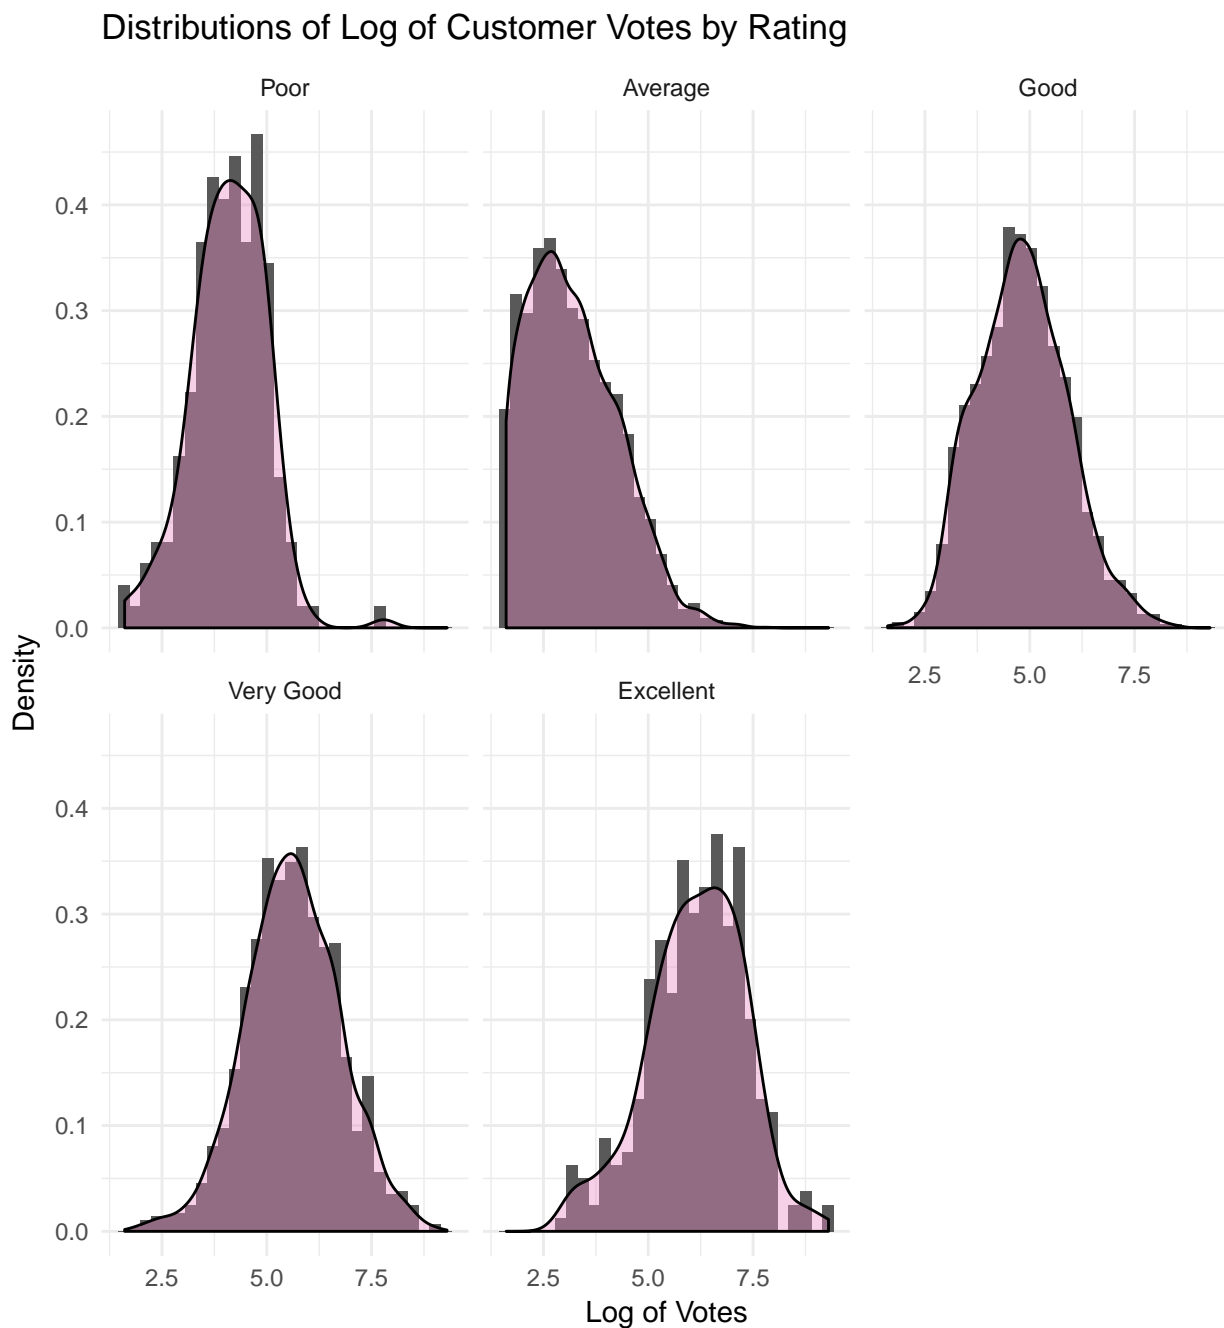 Distributions of Log of Customer Votes by Rating
Poor
Average
Good
0.4
0.3
0.2
0.1
0.0
2.5 5.0 7.5
Density
Very Good
Excellent
0.4
0.3
0.2
0.1
0.0
2.5 5.0 7.5
2.5 5.0 7.5
Log of Votes